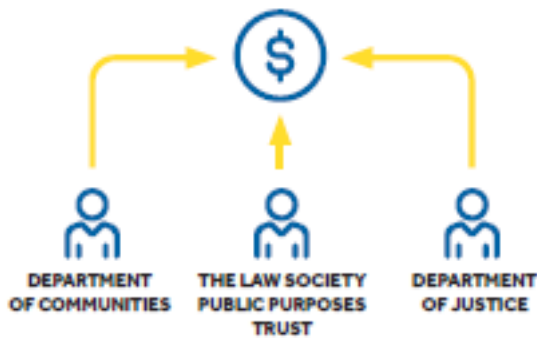 $
DEPARTMENT
OF COMMUNITIES
THE LAW SOCIETY
PUBLIC PURPOSES
TRUST
DEPARTMENT
OF JUSTICE